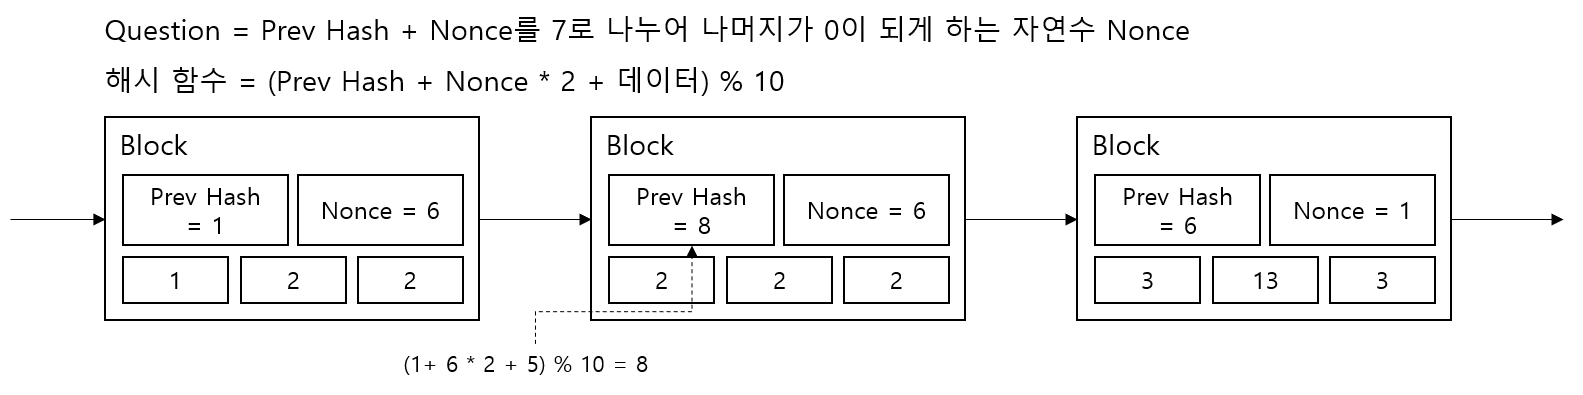 Question = Prev Hash + Nonce를 7로 나누어 나머지가 0이 되게 하는 자연수 Nonce
해시 함수 = (Prev Hash + Nonce * 2 + 데이터) % 10
Block
Prev Hash
= 1
Nonce = 6
1
2
2
Block
Prev Hash
= 8
Nonce = 6
2
2
2
Block
Prev Hash
= 6
Nonce = 1
3
13
3
(1+ 6 * 2 + 5) % 10 = 8